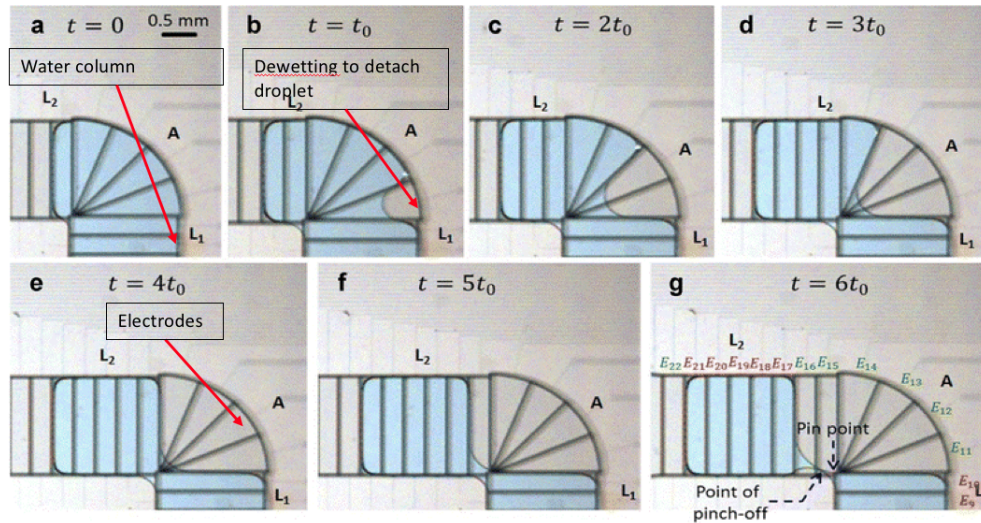 a t = 0 0.5 mm
Water column
L₂
A
L₁
b t = t₀
Dewetting to detach
droplet
L₂
A
L₁
c t = 2t₀
L₂
A
L₁
d t = 3t₀
L₂
A
L₁
e t = 4t₀
Electrodes
L₂
A
L₁
f t = 5t₀
L₂
A
L₁
g t = 6t₀
L₂
E₂₂ E₂₁ E₂₀ E₁₉ E₁₈ E₁₇ E₁₆ E₁₅ E₁₄
E₁₃ A
E₁₂
Pin point
E₁₁
Point of
pinch-off
E₁₀
E₉